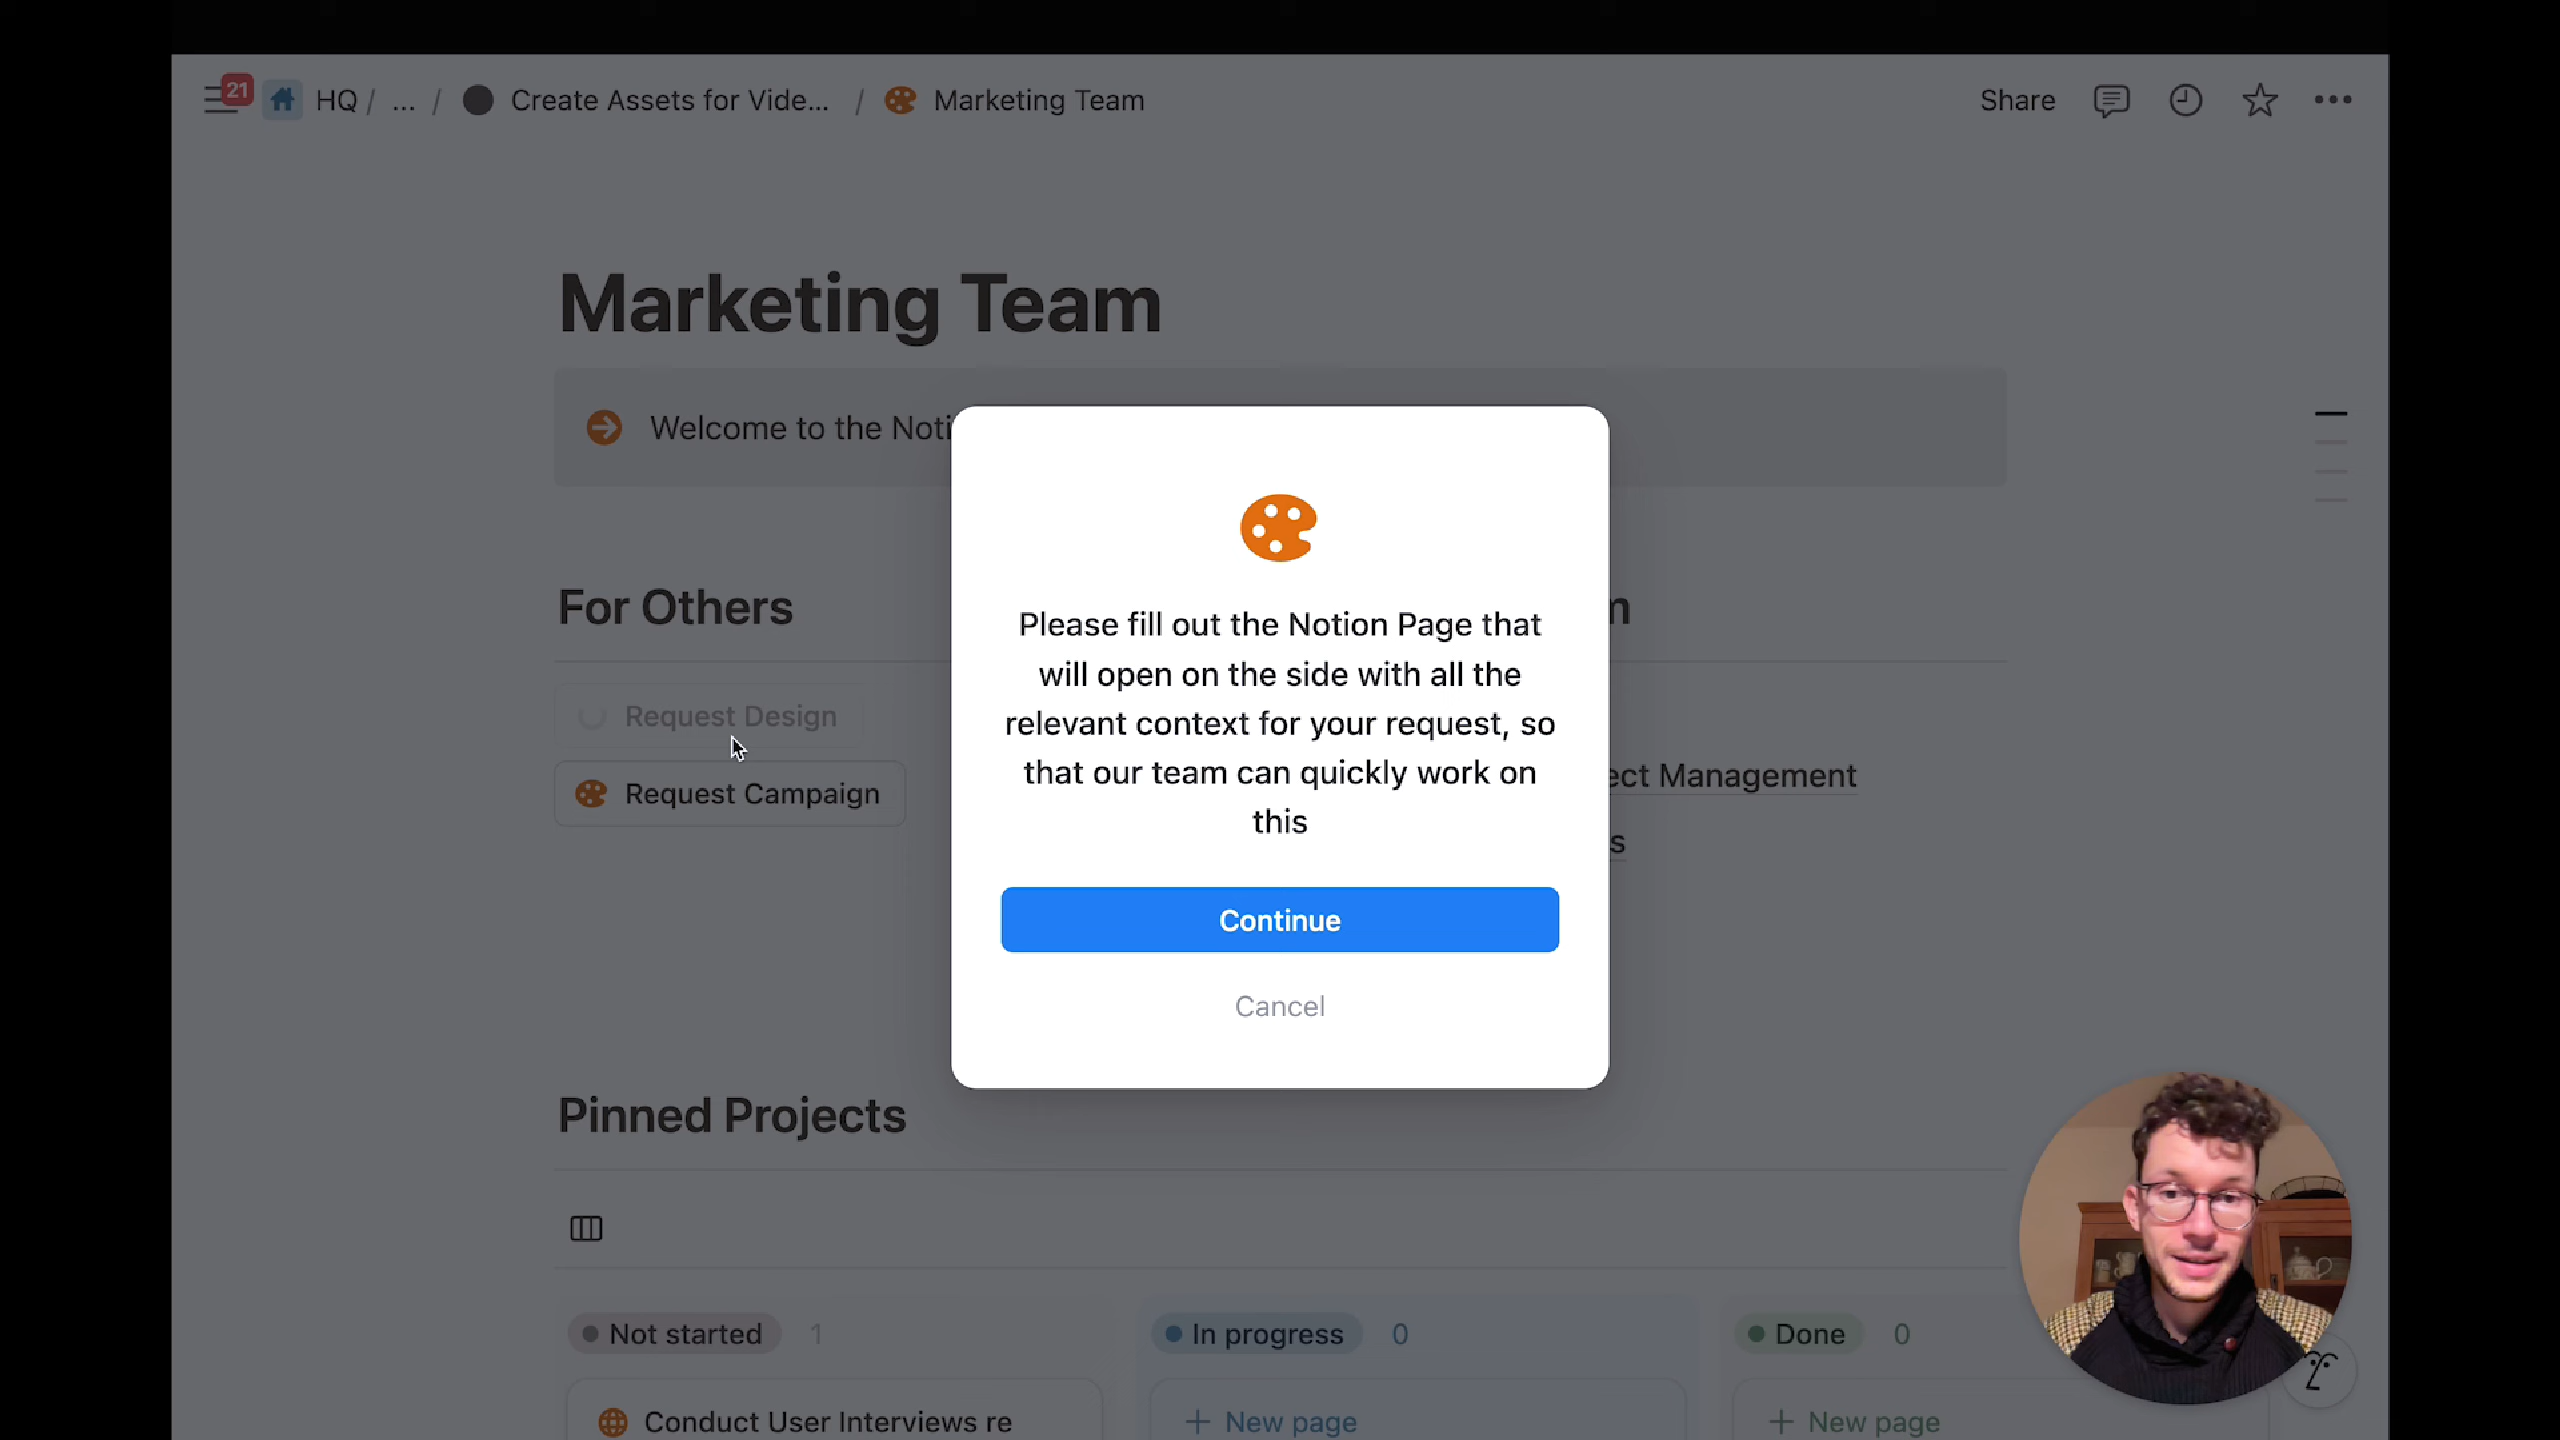 21
HQ / ... / Create Assets for Vide... / Marketing Team
Share
Marketing Team
Welcome to the Noti
For Others
Request Design
Request Campaign
ect Management
s
Please fill out the Notion Page that
will open on the side with all the
relevant context for your request, so
that our team can quickly work on
this
Continue
Cancel
Pinned Projects
Not started 1
In progress 0
Done 0
Conduct User Interviews re
+ New page
+ New page